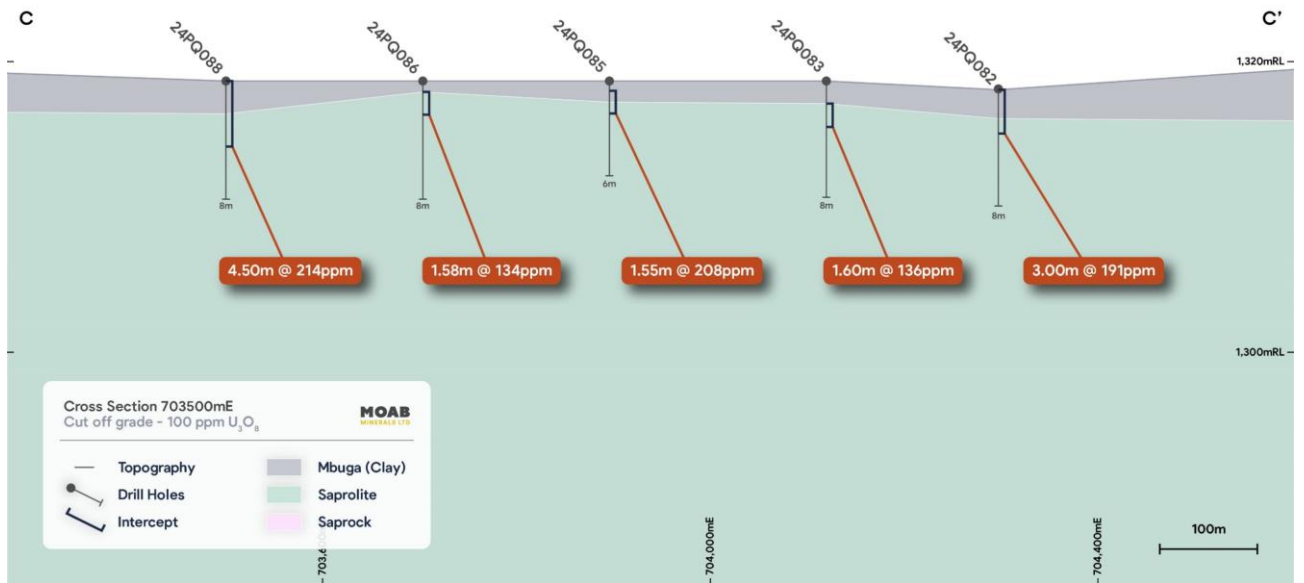 C
C'
24PQ088
24PQ086
24PQ085
24PQ083
24PQ082
1,320mRL
6m
8m
8m
8m
8m
4.50m @ 214ppm
1.58m @ 134ppm
1.55m @ 208ppm
1.60m @ 136ppm
3.00m @ 191ppm
1,300mRL
Cross Section 703500mE
Cut off grade - 100 ppm U₃O₈
MOAB
MINERALS LTD
Topography
Mbuga (Clay)
Drill Holes
Saprolite
Intercept
Saprock
704,000mE
704,400mE
100m